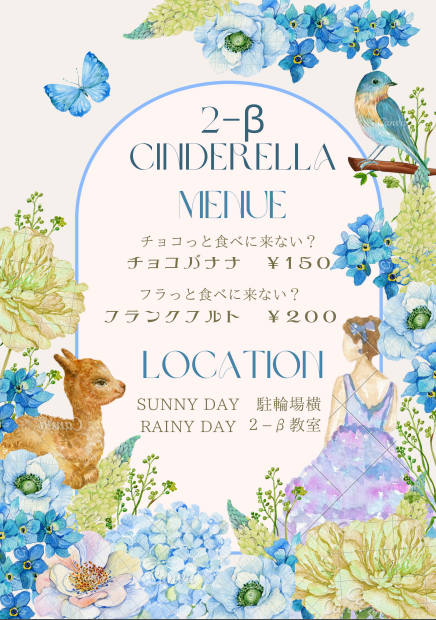 2-β
CINDERELLA
MENUE
チョコっと食べに来ない？
チョコバナナ　￥150
フラっと食べに来ない？
フランクフルト　￥200
LOCATION
SUNNY DAY　駐輪場横
RAINY DAY　２−β教室